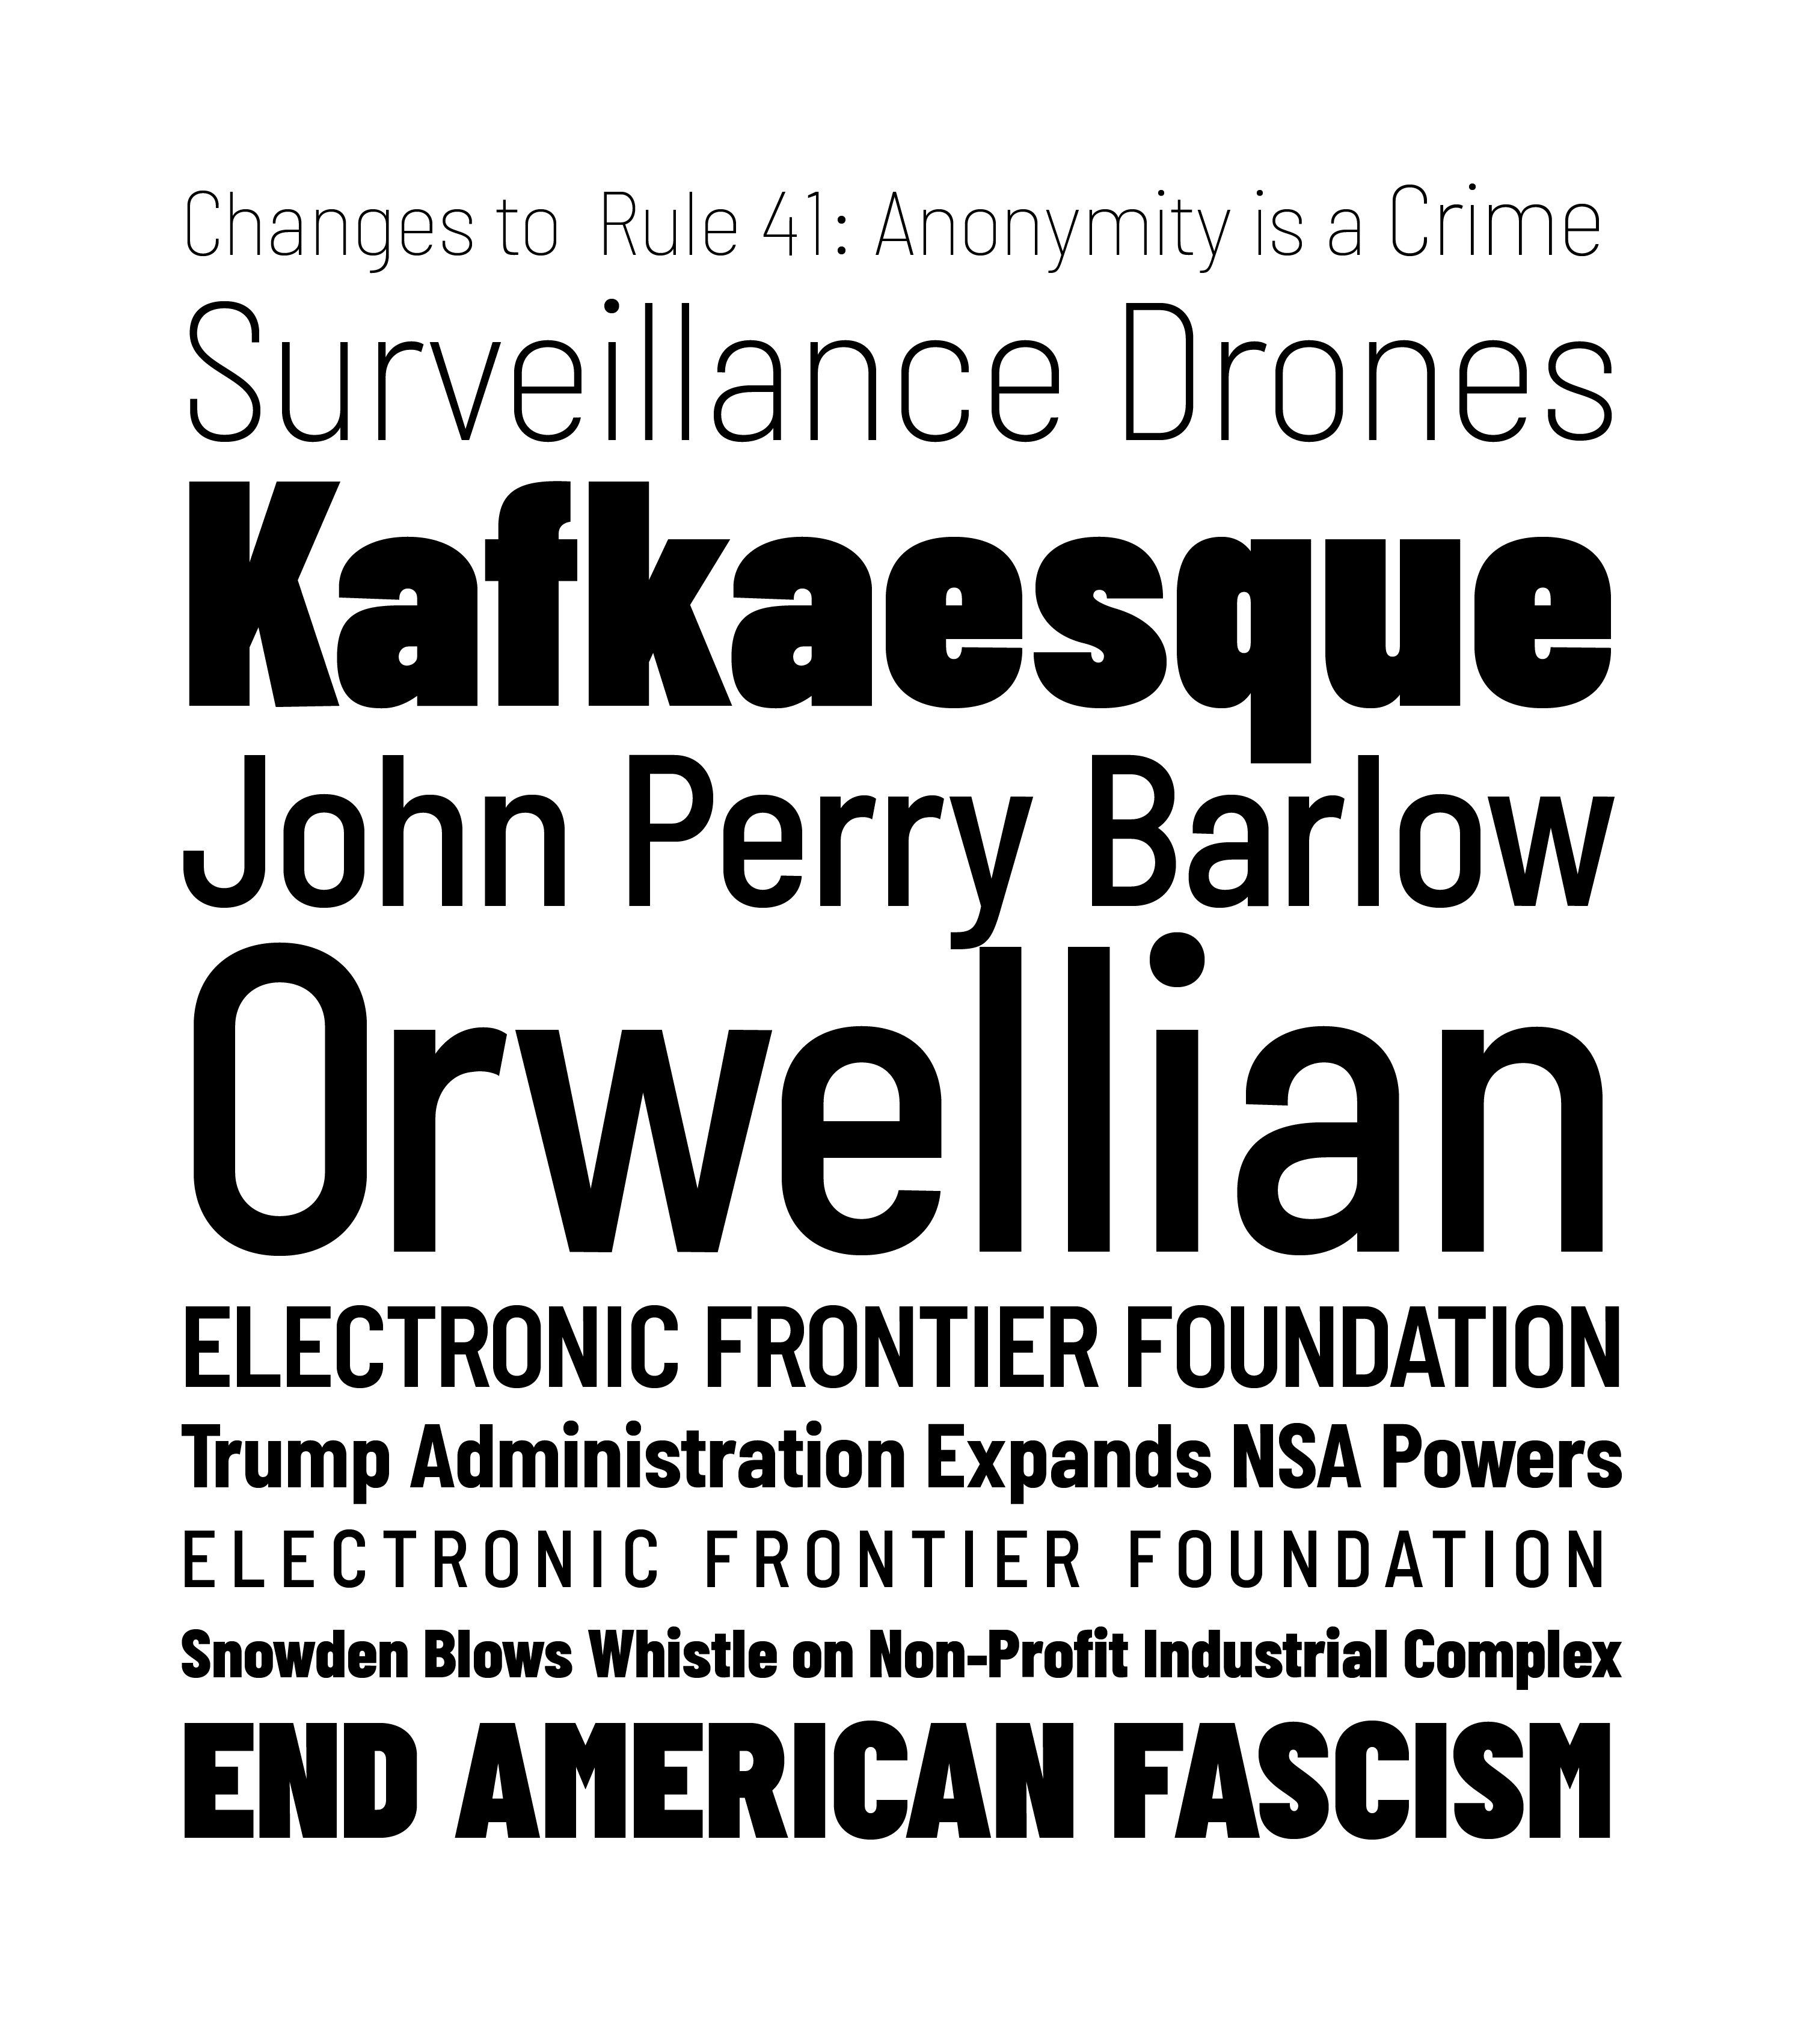 Changes to Rule 41: Anonymity is a Crime
Surveillance Drones
Kafkaesque
John Perry Barlow
Orwellian
ELECTRONIC FRONTIER FOUNDATION
Trump Administration Expands NSA Powers
ELECTRONIC FRONTIER FOUNDATION
Snowden Blows Whistle on Non-Profit Industrial Complex
END AMERICAN FASCISM